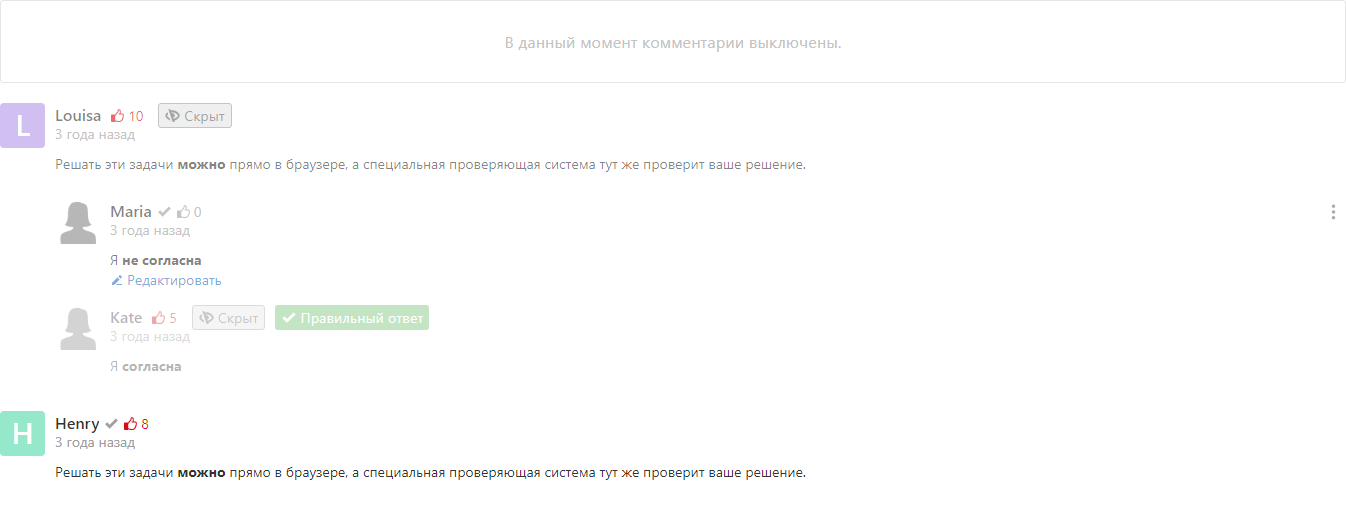 В данный момент комментарии выключены.
L
Louisa 10 Скрыт
3 года назад
Решать эти задачи можно прямо в браузере, а специальная проверяющая система тут же проверит ваше решение.
Maria 0
3 года назад
Я не согласна
Редактировать
Kate 5 Скрыт Правильный ответ
3 года назад
Я согласна
H
Henry 8
3 года назад
Решать эти задачи можно прямо в браузере, а специальная проверяющая система тут же проверит ваше решение.